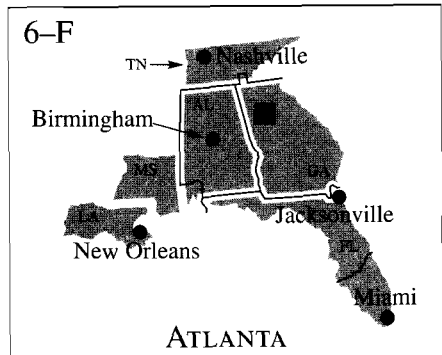 6–F
Nashville
TN
AL
Birmingham
MS
GA
LA
Jacksonville
New Orleans
FL
Miami
ATLANTA